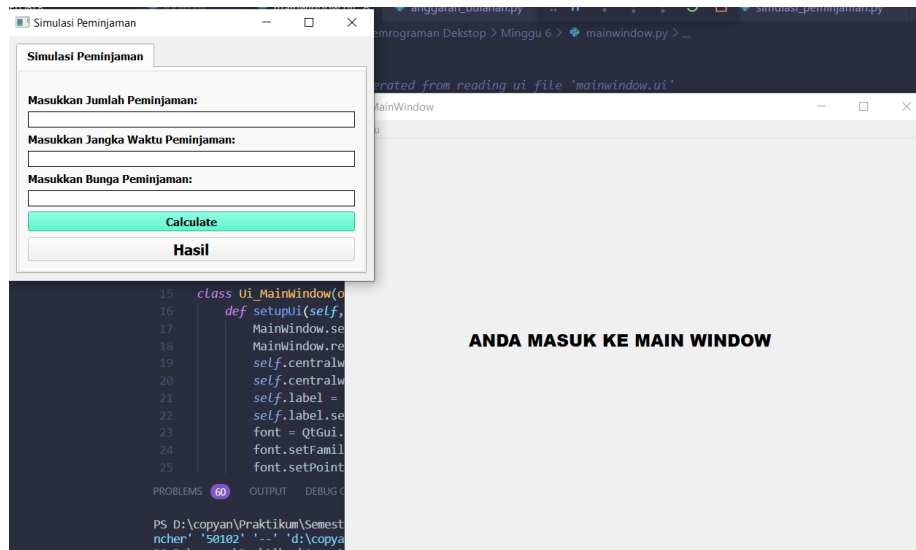 anggaran_bulanan.py
simulasi_peminjaman.py
Simulasi Peminjaman
emrograman Dekstop > Minggu 6 > mainwindow.py > ...
Simulasi Peminjaman
erated from reading ui file 'mainwindow.ui'
MainWindow
Masukkan Jumlah Peminjaman:
Masukkan Jangka Waktu Peminjaman:
Masukkan Bunga Peminjaman:
Calculate
Hasil
15 class Ui_MainWindow(o
16 def setupUi(self,
17 MainWindow.se
18 MainWindow.re
19 self.centralw
20 self.centralw
21 self.label =
22 self.label.se
23 font = QtGui.
24 font.setFamil
25 font.setPoint
ANDA MASUK KE MAIN WINDOW
PROBLEMS 60 OUTPUT DEBUG C
PS D:\copyan\Praktikum\Semest
ncher' '50102' '--' 'd:\copya